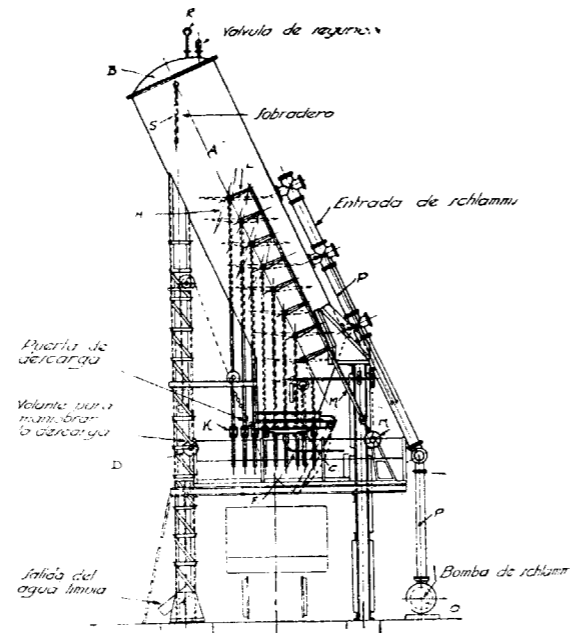 R
Valvula de seguros
B
S
Sobradero
A
L
H
Entrada de schlamm
P
Puerta de
descarga
M
Volante para
maniobrar
la descarga
K
D
C
F
P
Salida del
agua limpia
Bomba de schlamm
O